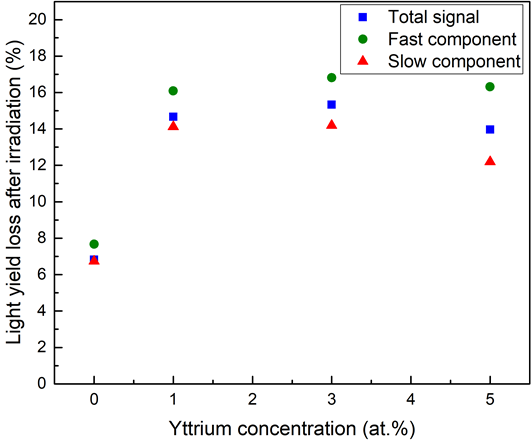 Total signal
Fast component
Slow component
Light yield loss after irradiation (%)
20
18
16
14
12
10
8
6
4
2
0
0 1 2 3 4 5
Yttrium concentration (at.%)